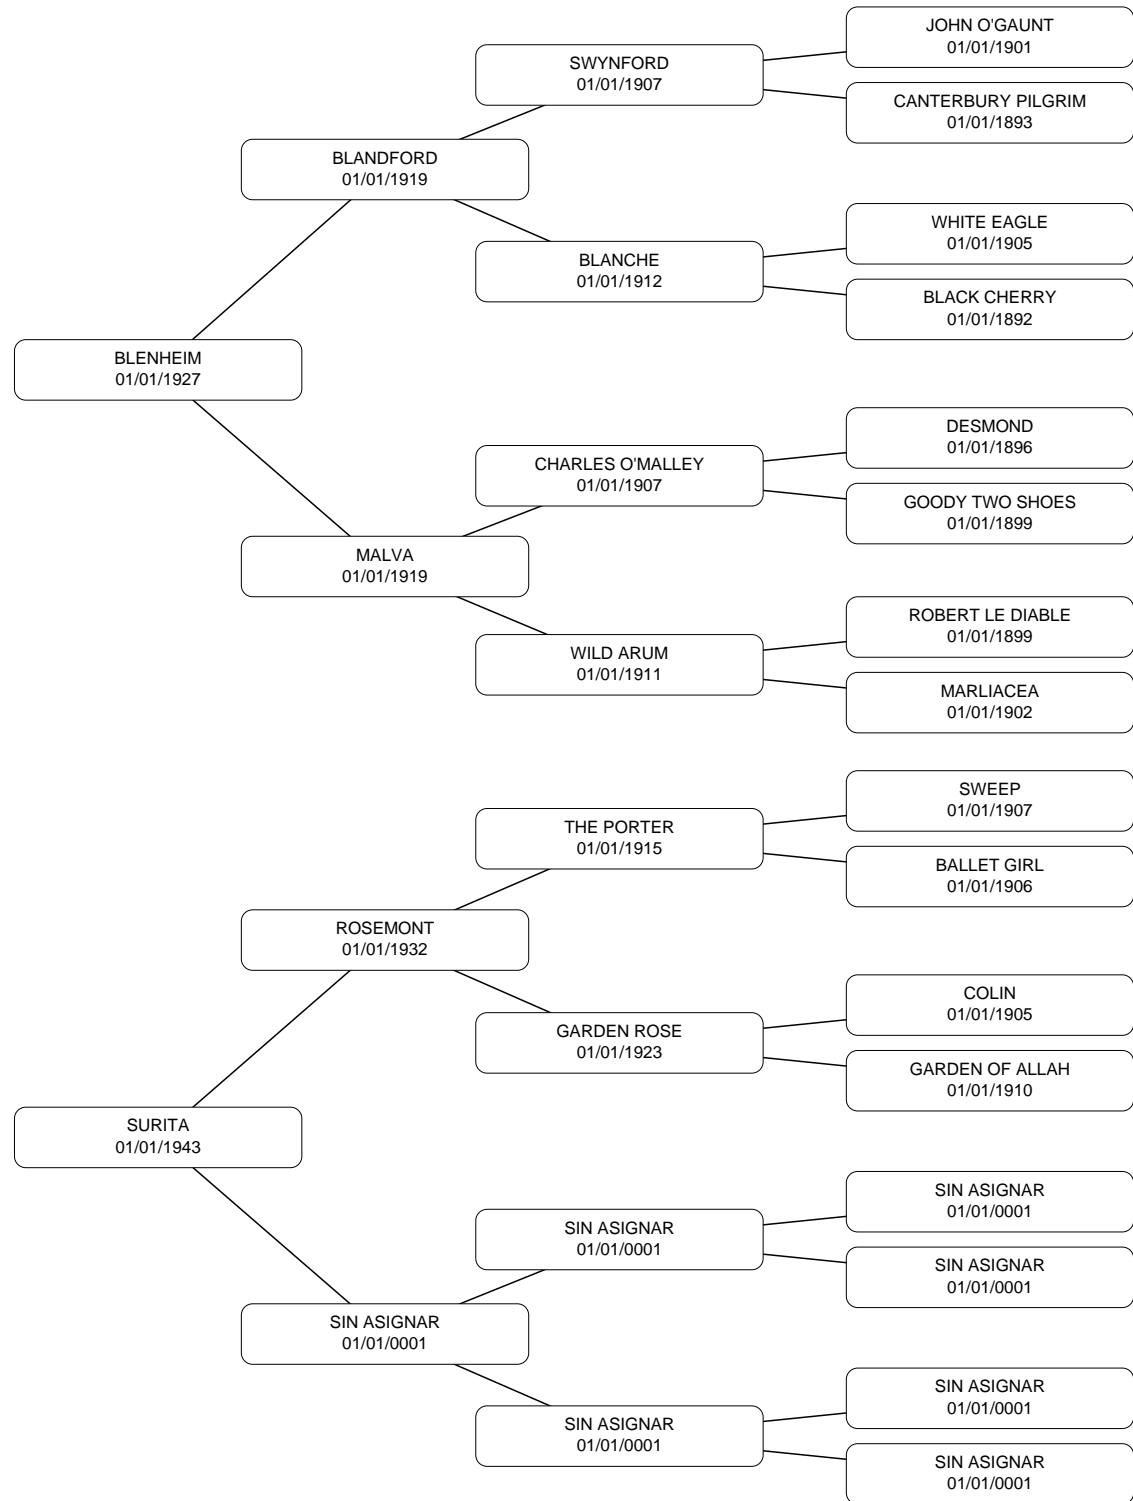 JOHN O'GAUNT
01/01/1901
SWYNFORD
01/01/1907
CANTERBURY PILGRIM
01/01/1893
BLANDFORD
01/01/1919
WHITE EAGLE
01/01/1905
BLANCHE
01/01/1912
BLACK CHERRY
01/01/1892
BLENHEIM
01/01/1927
DESMOND
01/01/1896
CHARLES O'MALLEY
01/01/1907
GOODY TWO SHOES
01/01/1899
MALVA
01/01/1919
ROBERT LE DIABLE
01/01/1899
WILD ARUM
01/01/1911
MARLIACEA
01/01/1902
SWEEP
01/01/1907
THE PORTER
01/01/1915
BALLET GIRL
01/01/1906
ROSEMONT
01/01/1932
COLIN
01/01/1905
GARDEN ROSE
01/01/1923
GARDEN OF ALLAH
01/01/1910
SURITA
01/01/1943
SIN ASIGNAR
01/01/0001
SIN ASIGNAR
01/01/0001
SIN ASIGNAR
01/01/0001
SIN ASIGNAR
01/01/0001
SIN ASIGNAR
01/01/0001
SIN ASIGNAR
01/01/0001
SIN ASIGNAR
01/01/0001